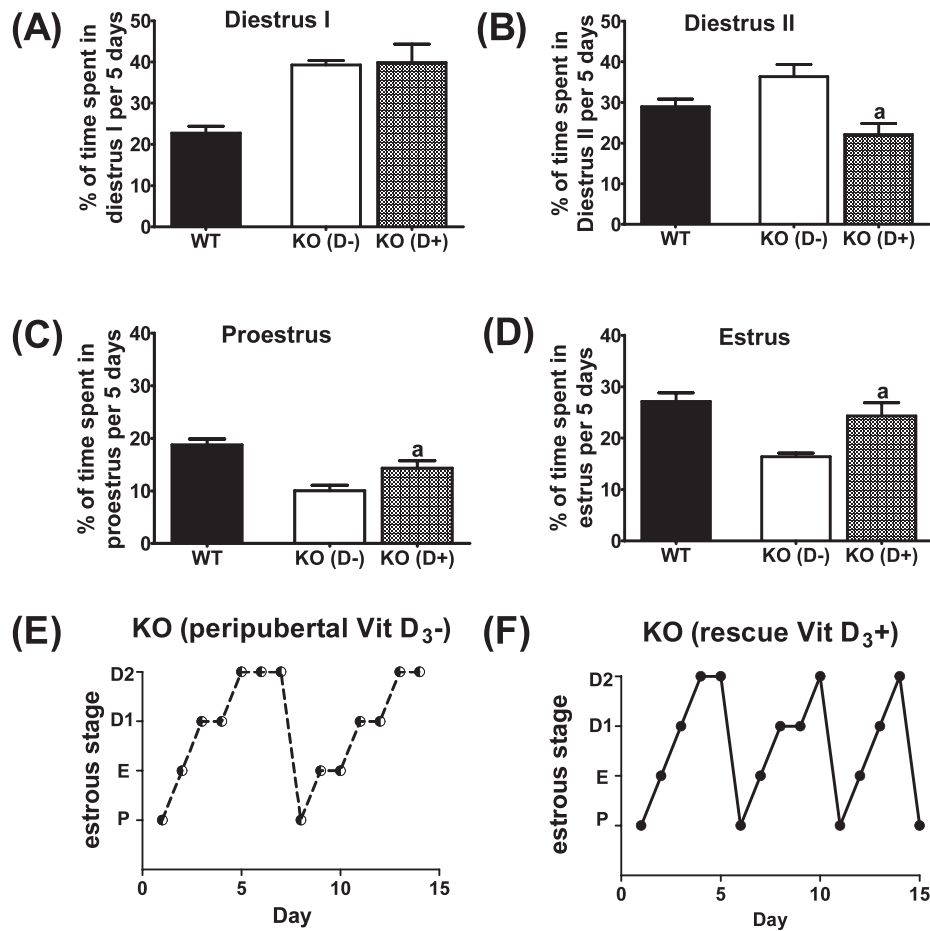 (A)
Diestrus I
% of time spent in
diestrus I per 5 days
50
40
30
20
10
0
WT
KO (D-)
KO (D+)
(B)
Diestrus II
% of time spent in
Diestrus II per 5 days
50
40
30
20
10
0
a
WT
KO (D-)
KO (D+)
(C)
Proestrus
% of time spent in
proestrus per 5 days
40
30
20
10
0
a
WT
KO (D-)
KO (D+)
(D)
Estrus
% of time spent in
estrus per 5 days
40
30
20
10
0
a
WT
KO (D-)
KO (D+)
(E)
KO (peripubertal Vit D3-)
estrous stage
D2
D1
E
P
0
5
10
15
Day
(F)
KO (rescue Vit D3+)
estrous stage
D2
D1
E
P
0
5
10
15
Day